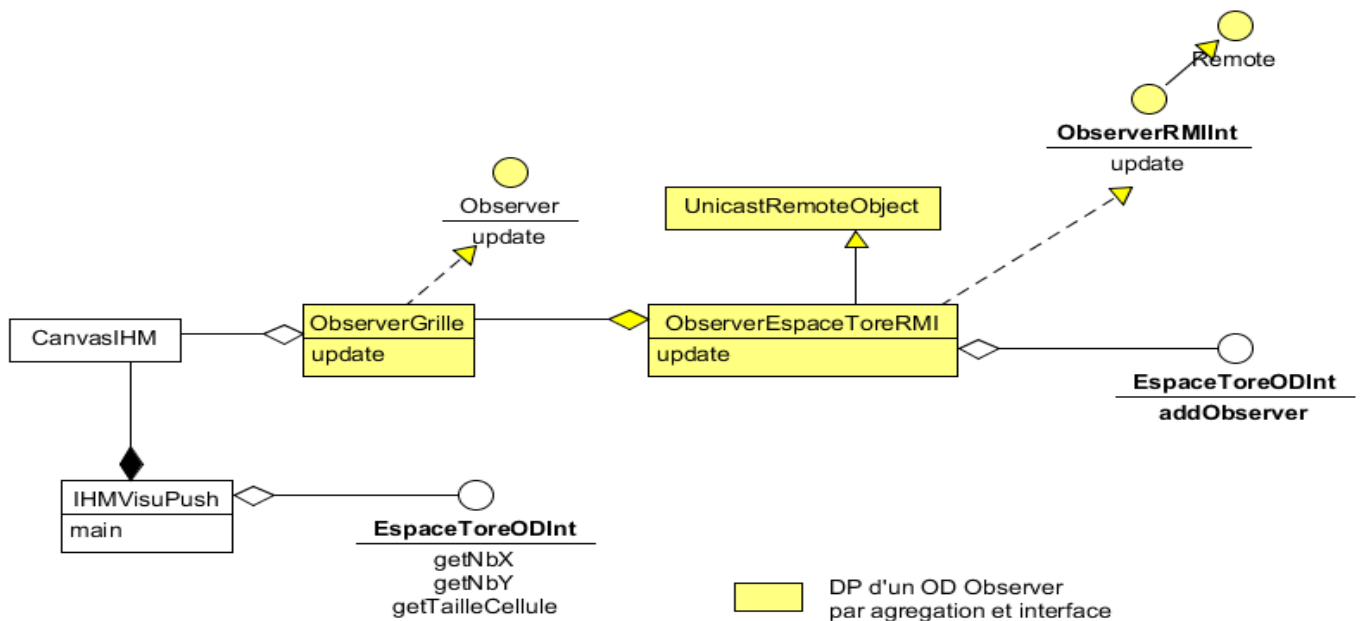 Remote
ObserverRMIInt
update
Observer
update
UnicastRemoteObject
CanvasIHM
ObserverGrille
update
ObserverEspaceToreRMI
update
EspaceToreODInt
addObserver
IHMVisuPush
main
EspaceToreODInt
getNbX
getNbY
getTailleCellule
DP d'un OD Observer
par agregation et interface